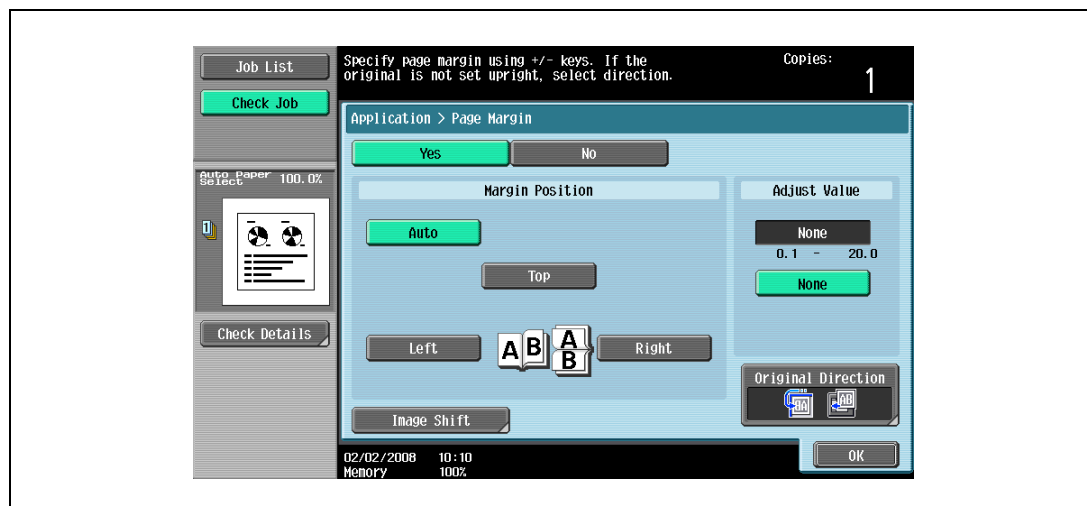 Job List
Check Job
Specify page margin using +/- keys. If the
original is not set upright, select direction.
Copies:
1
Application > Page Margin
Yes
No
Auto Paper
Select
100.0%
1
Check Details
Margin Position
Auto
Top
Left
A B
A
B
Right
Image Shift
Adjust Value
None
0.1 - 20.0
None
Original Direction
AB
AB
OK
02/02/2008 10:10
Memory 100%